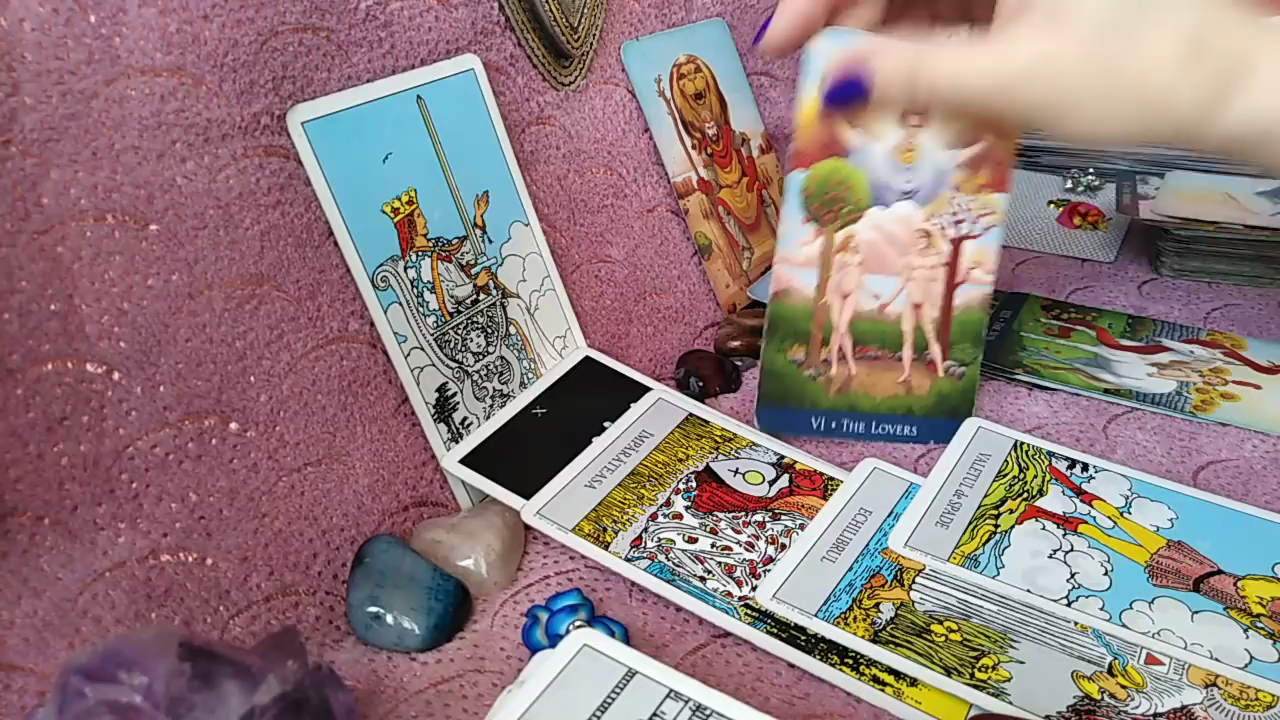 VI • THE LOVERS
X
IMPĂRĂTEASA
ECHILIBRUL
VALETUL de SPADE